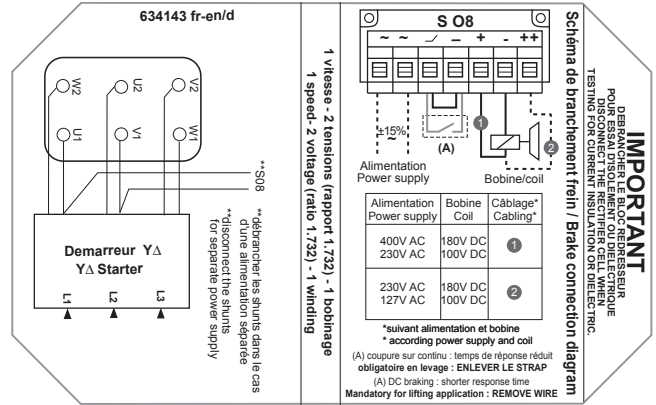 634143 fr-en/d
W2
U2
V2
U1
V1
W1
**S08
Demarreur Y∆
Y∆ Starter
L1
L2
L3
**débrancher les shunts dans le cas
d'une alimentation séparée
**disconnect the shunts
for separate power supply
1 vitesse - 2 tensions (rapport 1.732) - 1 bobinage
1 speed- 2 voltage (ratio 1.732) - 1 winding
S O8
~ ~ _/ – + - ++
±15%
~
(A)
1
2
Alimentation
Power supply
Bobine/coil
Alimentation
Power supply
Bobine
Coil
Câblage*
Cabling*
400V AC
230V AC
180V DC
100V DC
1
230V AC
127V AC
180V DC
100V DC
2
*suivant alimentation et bobine
* according power supply and coil
(A) coupure sur continu : temps de réponse réduit
obligatoire en levage : ENLEVER LE STRAP
(A) DC braking : shorter response time
Mandatory for lifting application : REMOVE WIRE
Schéma de branchement frein / Brake connection diagram
IMPORTANT
DEBRANCHER LE BLOC REDRESSEUR
POUR ESSAI D'ISOLEMENT OU DIELECTRIQUE
DISCONNECT THE RECTIFIER CELL WHEN
TESTING FOR CURRENT INSULATION OR DIELECTRIC.